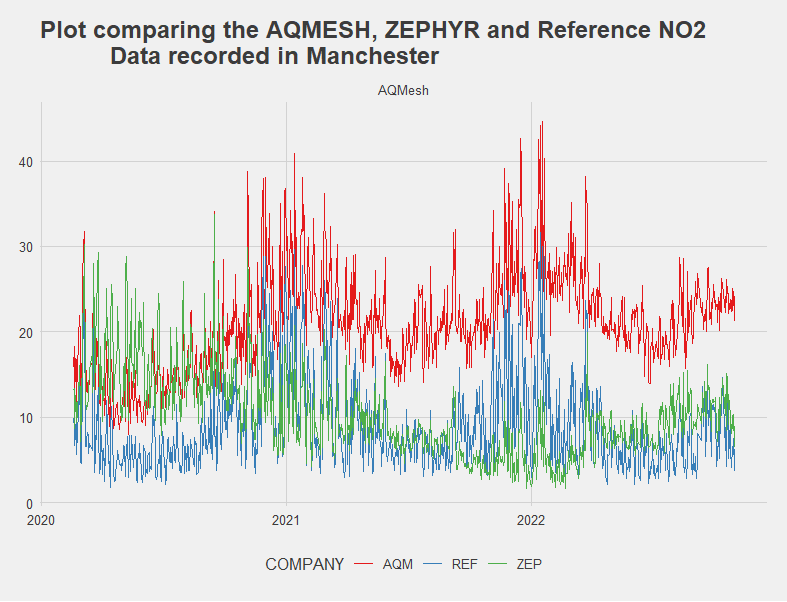 Plot comparing the AQMESH, ZEPHYR and Reference NO2
Data recorded in Manchester
AQMesh
40
30
20
10
0
2020 2021 2022
COMPANY AQM REF ZEP